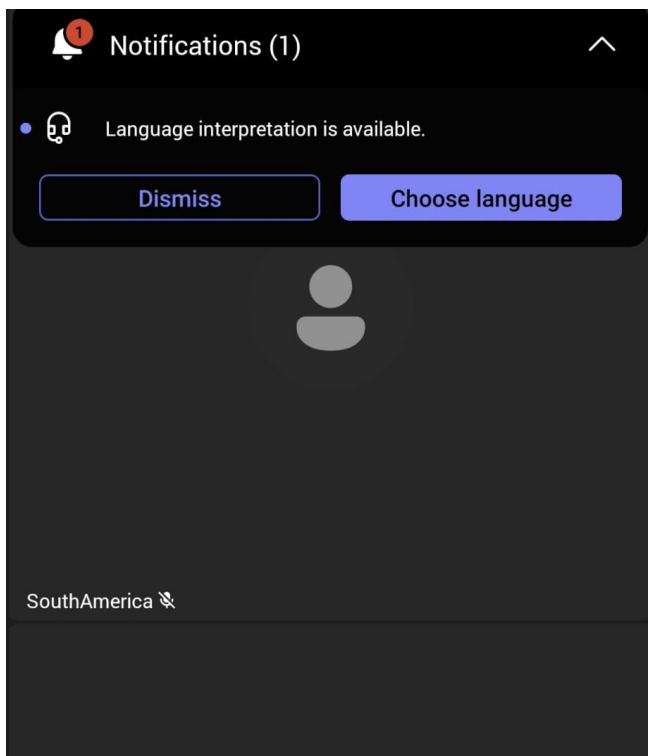 1
Notifications (1)
Language interpretation is available.
Dismiss
Choose language
SouthAmerica